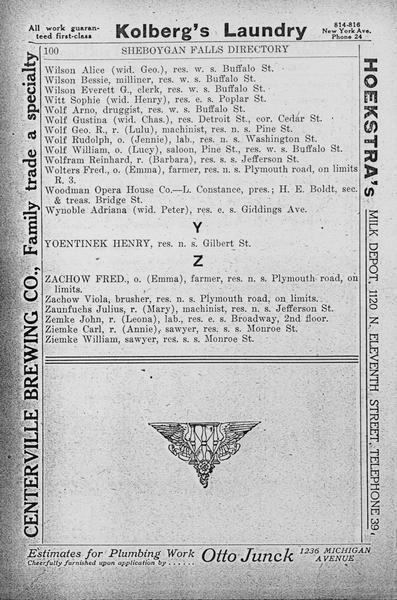 All work guaran-
teed first-class
Kolberg's Laundry
814-816
New York Ave.
Phone 24
100 SHEBOYGAN FALLS DIRECTORY
Wilson Alice (wid. Geo.), res. w. s. Buffalo St.
Wilson Bessie, milliner, res. w. s. Buffalo St.
Wilson Everett G., clerk, res. w. s. Buffalo St.
Witt Sophie (wid. Henry), res. e. s. Poplar St.
Wolf Arno, druggist, res. w. s. Buffalo St.
Wolf Gustina (wid. Chas.), res. Detroit St., cor. Cedar St.
Wolf Geo. R., r. (Lulu), machinist, res. n. s. Pine St.
Wolf Rudolph, o. (Jennie), lab., res. n. s. Washington St.
Wolf William, o. (Lucy), saloon, Pine St., res. w. s. Buffalo St.
Wolfram Reinhard, r. (Barbara), res. s. s. Jefferson St.
Wolters Fred., o. (Emma), farmer, res. n. s. Plymouth road, on limits
R. 3.
Woodman Opera House Co.—L. Constance, pres.; H. E. Boldt, sec.
& treas. Bridge St.
Wynoble Adriana (wid. Peter), res. e. s. Giddings Ave.
Y
YOENTINEK HENRY, res. n. s. Gilbert St.
Z
ZACHOW FRED., o. (Emma), farmer, res. n. s. Plymouth road, on
limits.
Zachow Viola, brusher, res. n. s. Plymouth road, on limits.
Zaunfuchs Julius, r. (Mary), machinist, res. n. s. Jefferson St.
Zemke John, r. (Leona), lab., res. e. s. Broadway, 2nd floor.
Ziemke Carl, r. (Annie), sawyer, res. s. s. Monroe St.
Ziemke William, sawyer, res. s. s. Monroe St.
CENTERVILLE BREWING CO., Family trade a specialty
HOEKSTRA's MILK DEPOT, 1120 N. ELEVENTH STREET, TELEPHONE 39
Estimates for Plumbing Work
Cheerfully furnished upon application by . . . . . .
Otto Junck
1236 MICHIGAN
AVENUE